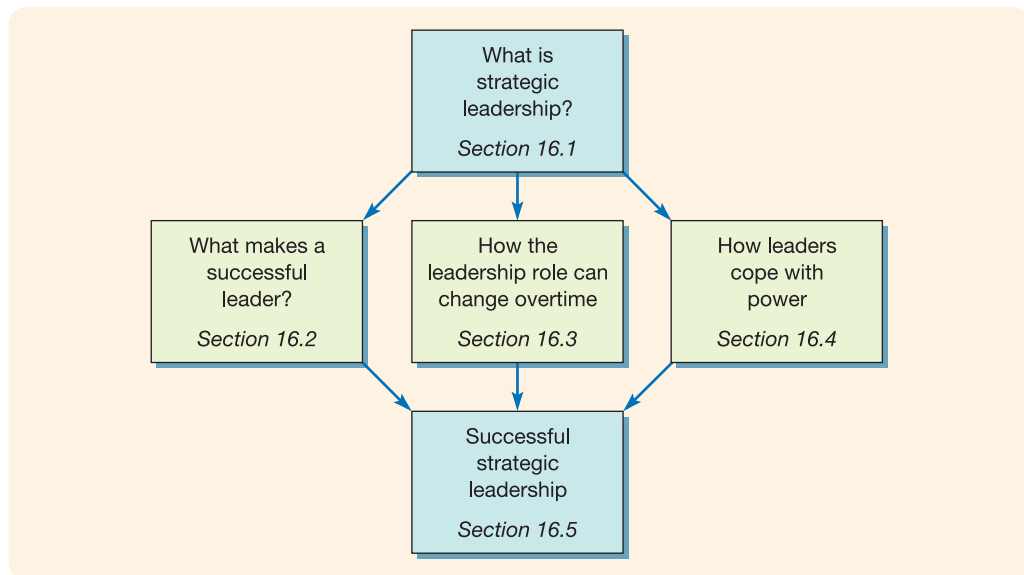 What is
strategic
leadership?
Section 16.1
What makes a
successful
leader?
Section 16.2
How the
leadership role can
change overtime
Section 16.3
How leaders
cope with
power
Section 16.4
Successful
strategic
leadership
Section 16.5